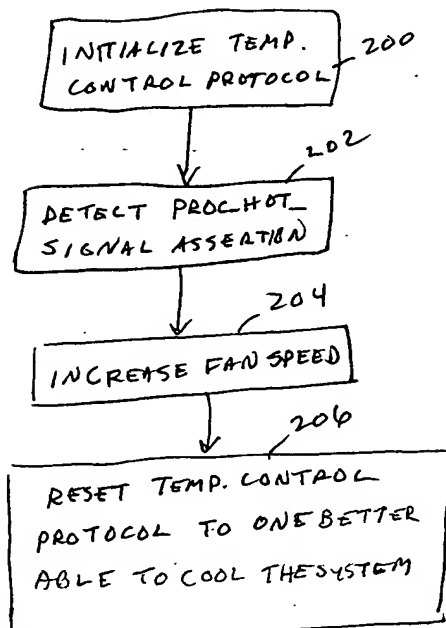 INITIALIZE TEMP.
CONTROL PROTOCOL
200
202
DETECT PROC_HOT_
SIGNAL ASSERTION
204
INCREASE FAN SPEED
206
RESET TEMP. CONTROL
PROTOCOL TO ONE BETTER
ABLE TO COOL THE SYSTEM